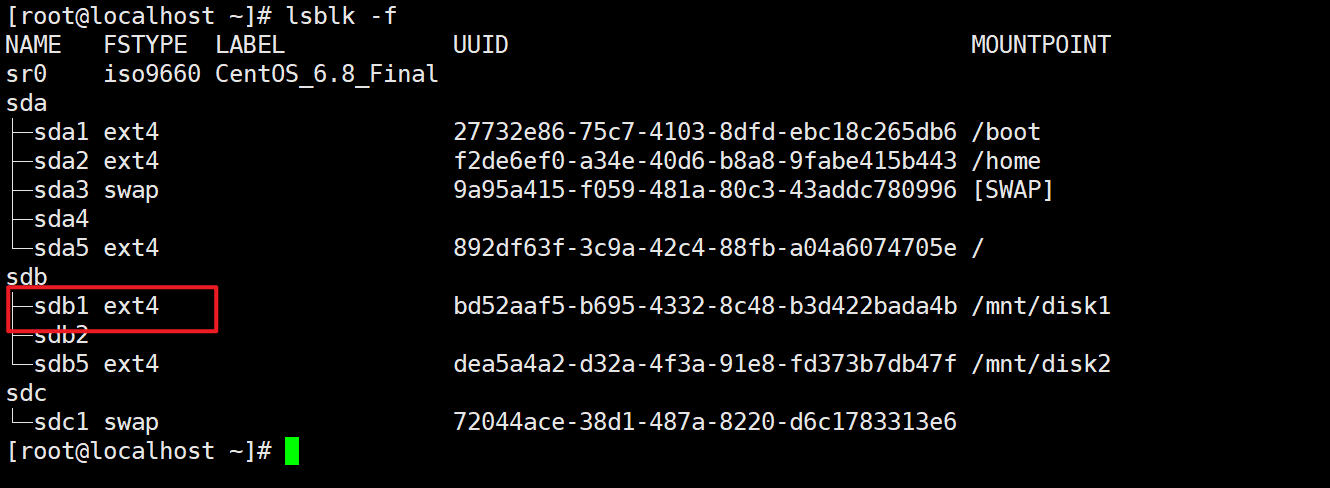 [root@localhost ~]# lsblk -f
NAME   FSTYPE  LABEL            UUID                                 MOUNTPOINT
sr0    iso9660 CentOS_6.8_Final
sda
├─sda1 ext4                     27732e86-75c7-4103-8dfd-ebc18c265db6 /boot
├─sda2 ext4                     f2de6ef0-a34e-40d6-b8a8-9fabe415b443 /home
├─sda3 swap                     9a95a415-f059-481a-80c3-43addc780996 [SWAP]
├─sda4
└─sda5 ext4                     892df63f-3c9a-42c4-88fb-a04a6074705e /
sdb
├─sdb1 ext4                     bd52aaf5-b695-4332-8c48-b3d422bada4b /mnt/disk1
├─sdb2
└─sdb5 ext4                     dea5a4a2-d32a-4f3a-91e8-fd373b7db47f /mnt/disk2
sdc
└─sdc1 swap                     72044ace-38d1-487a-8220-d6c1783313e6
[root@localhost ~]#